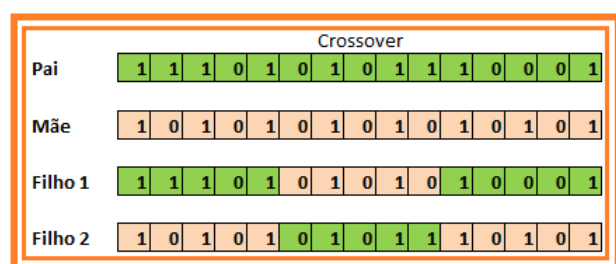 Crossover
Pai 1 1 1 0 1 0 1 0 1 1 1 0 0 0 1
Mãe 1 0 1 0 1 0 1 0 1 0 1 0 1 0 1
Filho 1 1 1 1 0 1 0 1 0 1 0 1 0 0 0 1
Filho 2 1 0 1 0 1 0 1 0 1 1 1 0 1 0 1